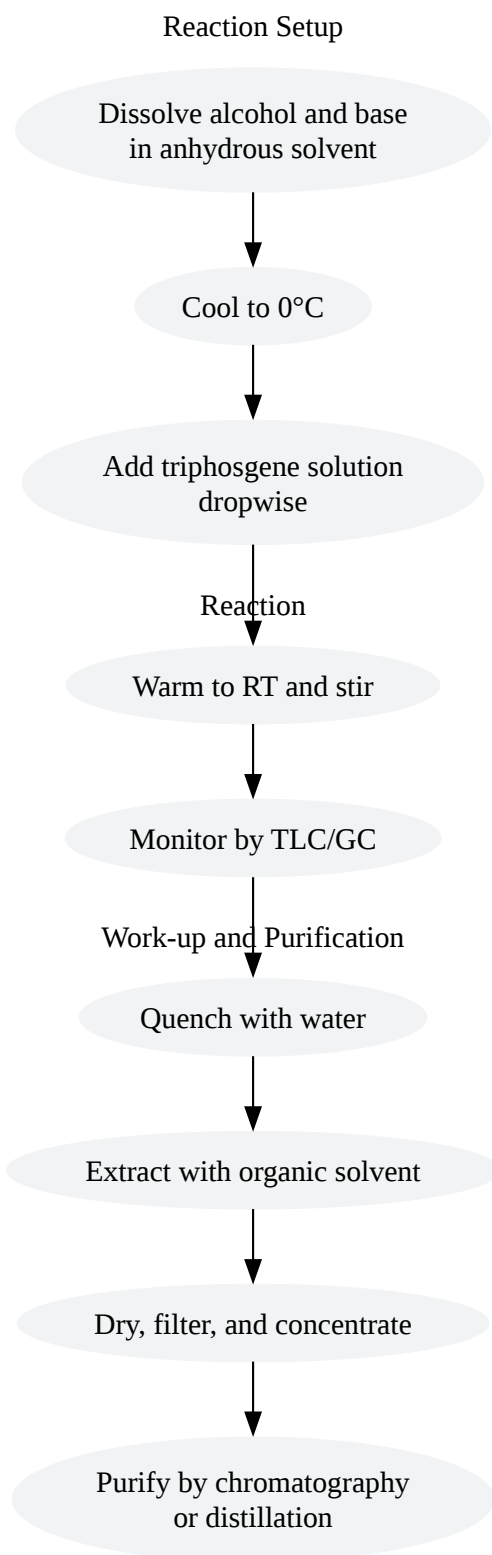 Reaction Setup
Dissolve alcohol and base
in anhydrous solvent
Cool to 0°C
Add triphosgene solution
dropwise
Reaction
Warm to RT and stir
Monitor by TLC/GC
Work-up and Purification
Quench with water
Extract with organic solvent
Dry, filter, and concentrate
Purify by chromatography
or distillation